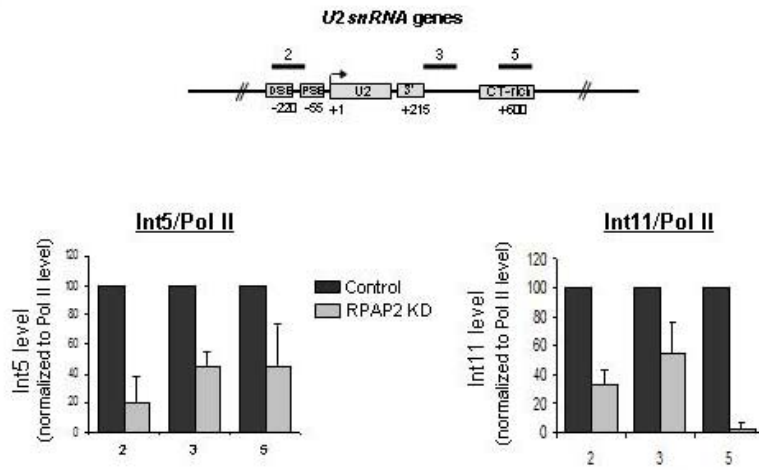 U2 snRNA genes
2 3 5
DSE PSE U2 3' CT-rich
-220 -55 +1 +215 +600
Int5/Pol II
Int5 level
(normalized to Pol II level)
120
100
80
60
40
20
0
2 3 5
Control
RPAP2 KD
Int11/Pol II
Int11 level
(normalized to Pol II level)
120
100
80
60
40
20
0
2 3 5